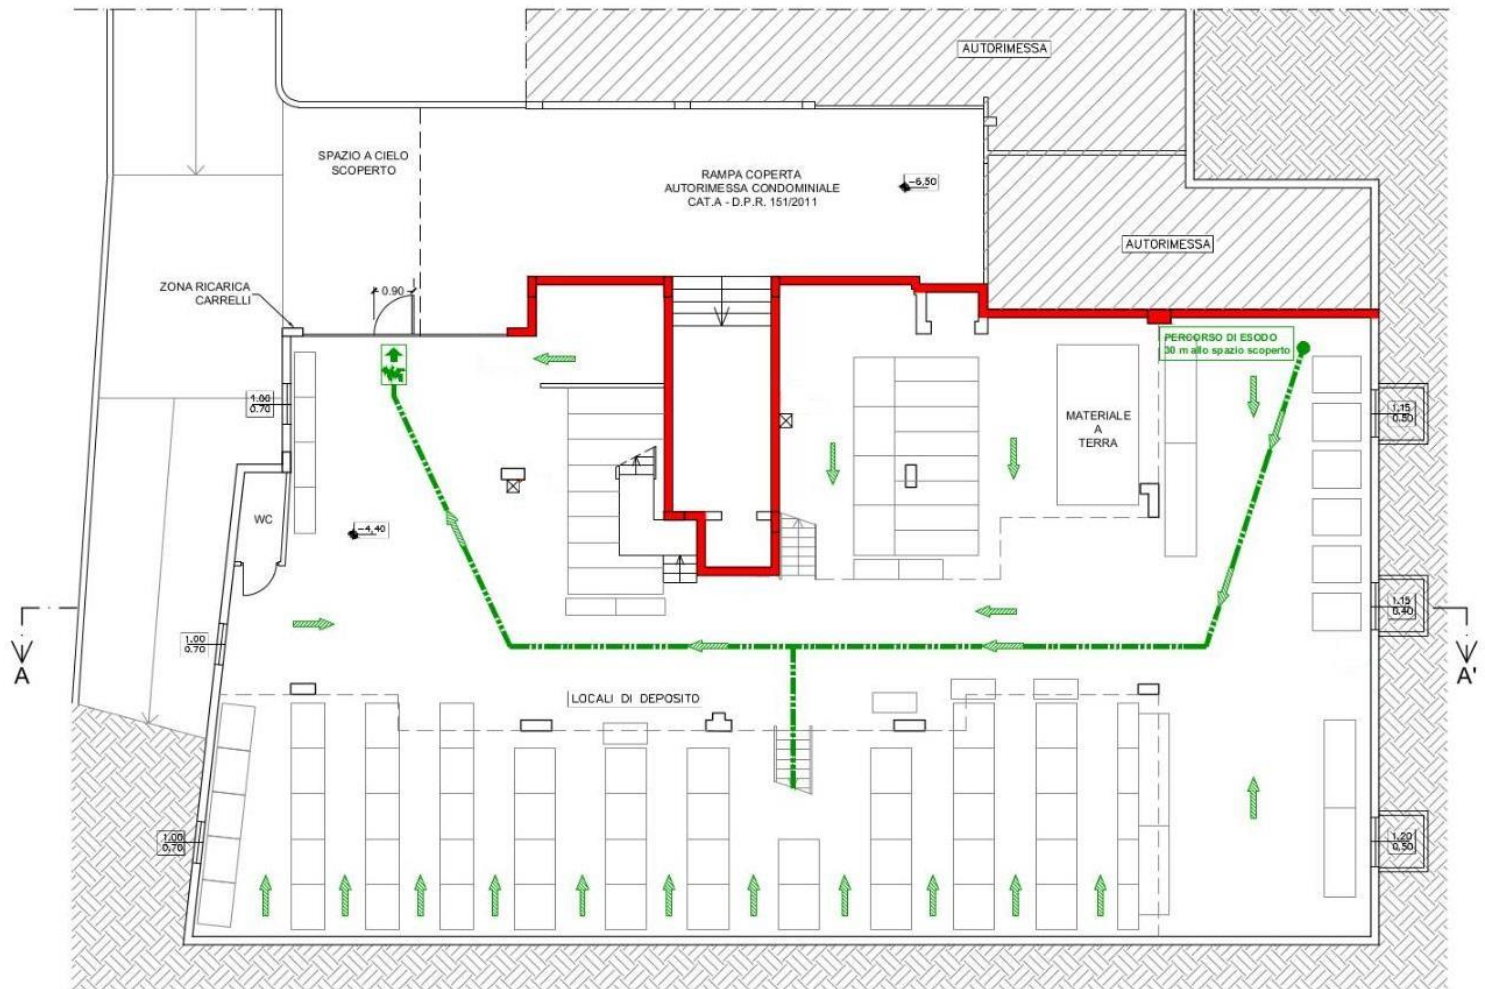 AUTORIMESSA
SPAZIO A CIELO
SCOPERTO
RAMPA COPERTA
AUTORIMESSA CONDOMINIALE
CAT.A - D.P.R. 151/2011
-6,50
AUTORIMESSA
ZONA RICARICA
CARRELLI
0.90
PERCORSO DI ESODO
30 m allo spazio scoperto
1.00
0.70
MATERIALE
A
TERRA
1.15
0.50
WC
-4,40
1.15
0.40
1.00
0.70
A
A'
LOCALI DI DEPOSITO
1.00
0.70
1.20
0.50